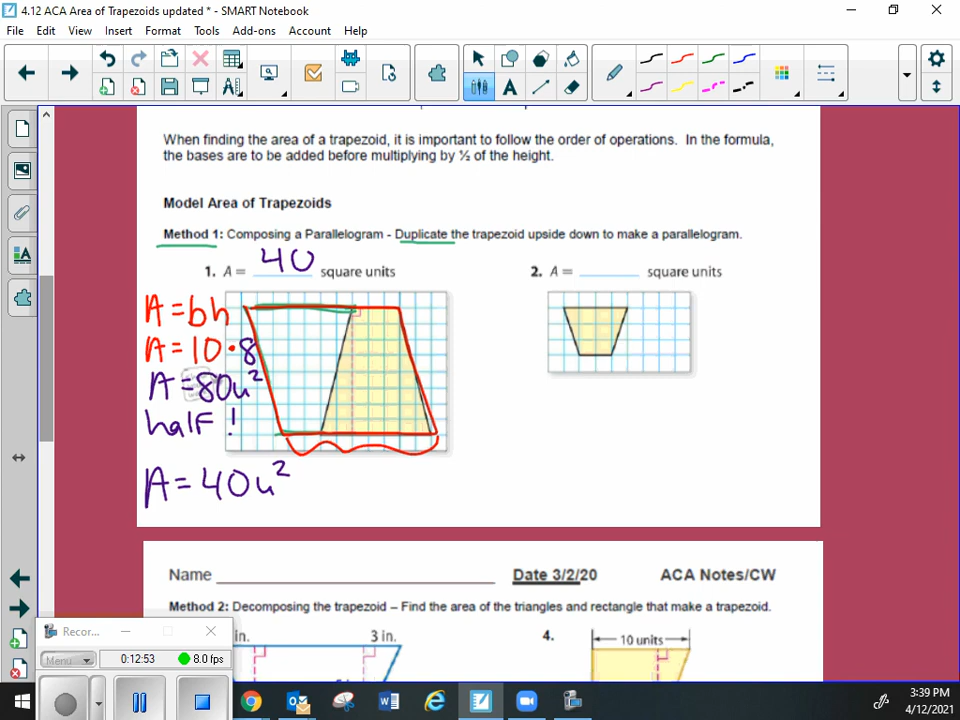 4.12 ACA Area of Trapezoids updated * - SMART Notebook
File Edit View Insert Format Tools Add-ons Account Help
When finding the area of a trapezoid, it is important to follow the order of operations. In the formula,
the bases are to be added before multiplying by ½ of the height.
Model Area of Trapezoids
Method 1: Composing a Parallelogram - Duplicate the trapezoid upside down to make a parallelogram.
1. A = 40 square units
2. A = ______ square units
A = bh
A = 10 • 8
A = 80u²
half !
A = 40u²
Name ______________________ Date 3/2/20 ACA Notes/CW
Method 2: Decomposing the trapezoid – Find the area of the triangles and rectangle that make a trapezoid.
in. 3 in.
4. 10 units
Recor...
Menu 0:12:53 8.0 fps
3:39 PM
4/12/2021